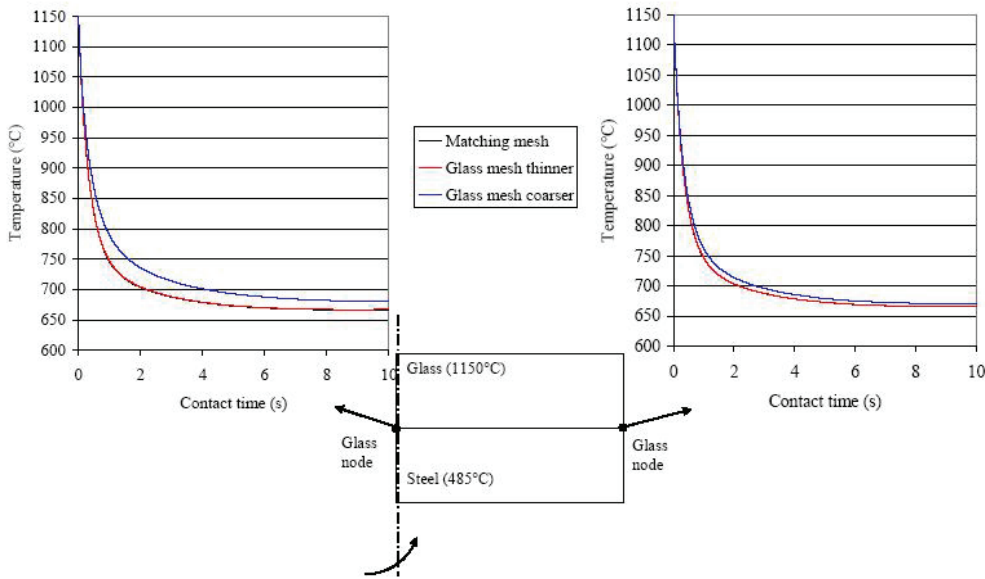 1150
1100
1050
1000
950
900
850
800
750
700
650
600
Temperature (°C)
0 2 4 6 8 10
Contact time (s)
Matching mesh
Glass mesh thinner
Glass mesh coarser
1150
1100
1050
1000
950
900
850
800
750
700
650
600
Temperature (°C)
0 2 4 6 8 10
Contact time (s)
Glass (1150°C)
Glass
node
Glass
node
Steel (485°C)